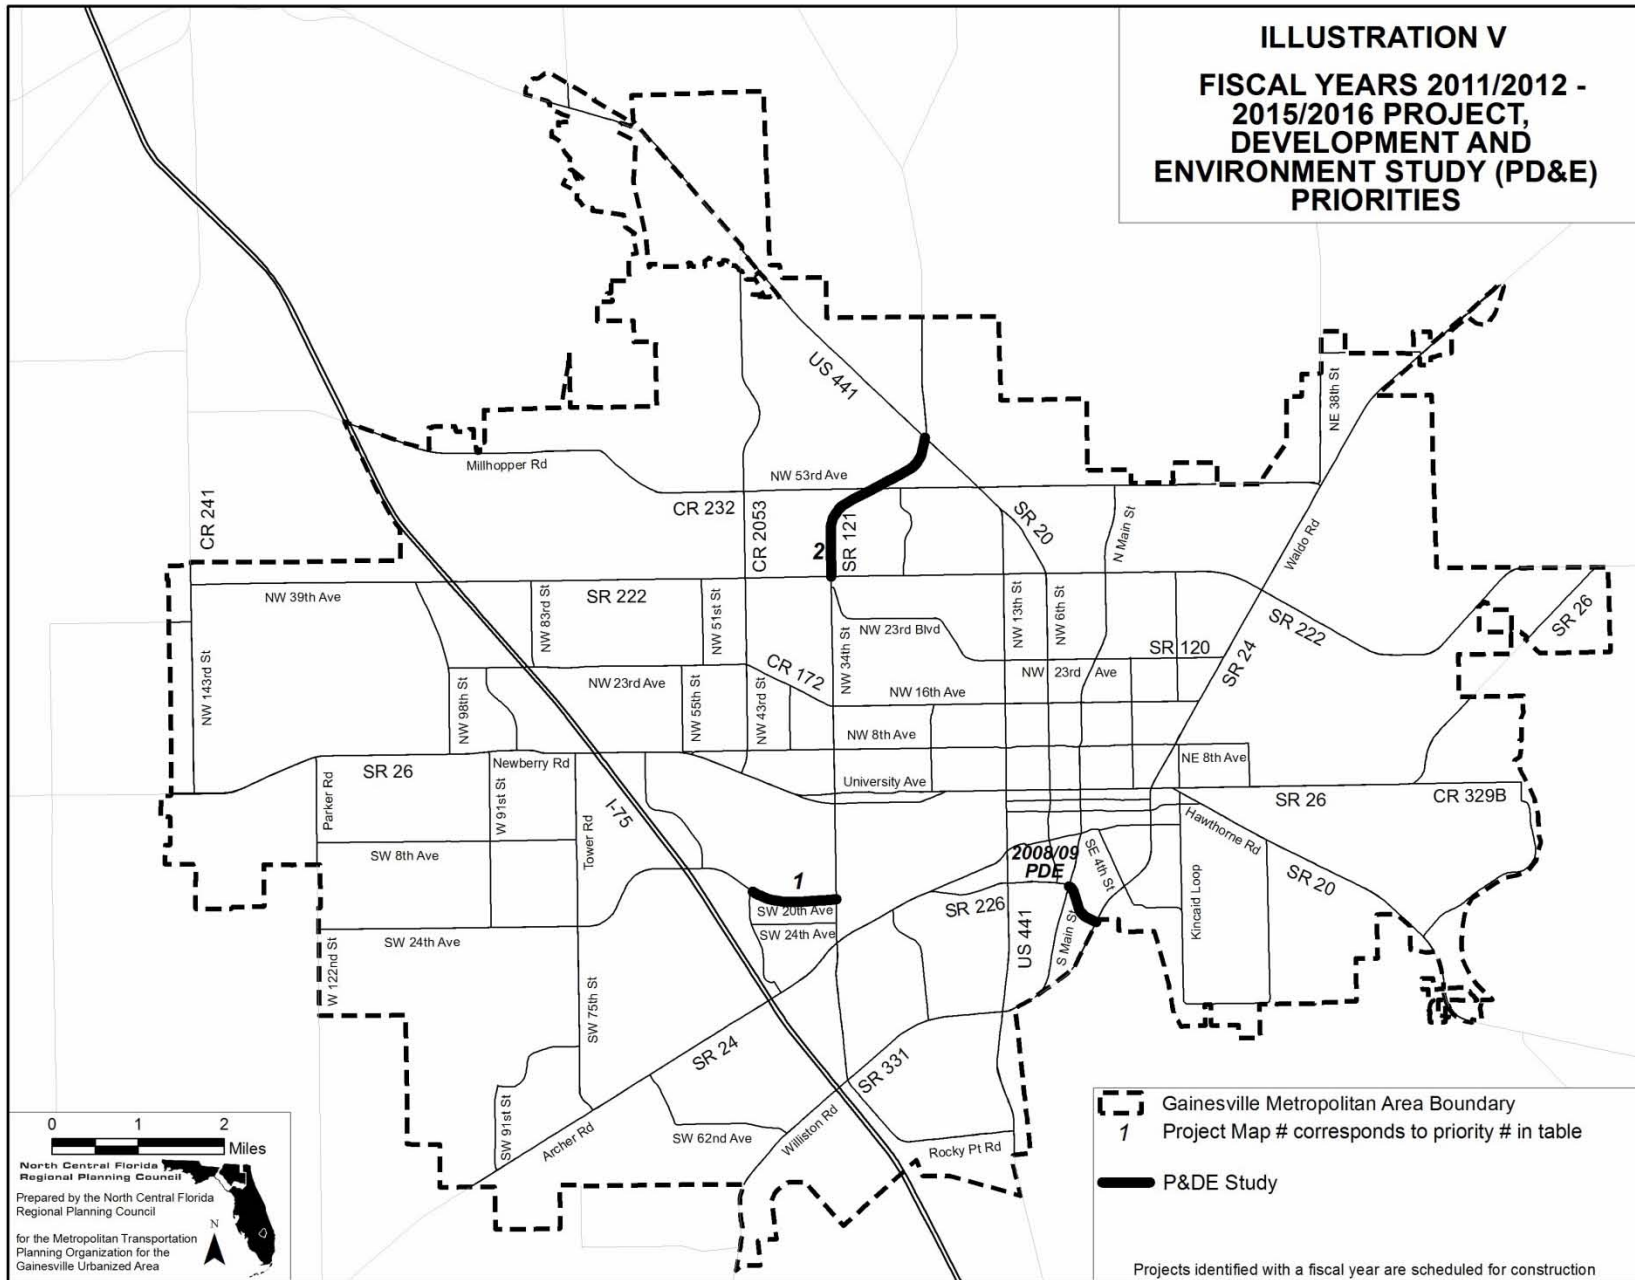 ILLUSTRATION V
FISCAL YEARS 2011/2012 -
2015/2016 PROJECT,
DEVELOPMENT AND
ENVIRONMENT STUDY (PD&E)
PRIORITIES
US 441
NE 38th St
Millhopper Rd
NW 53rd Ave
CR 241
CR 232
CR 2053
2
SR 121
SR 20
N Main St
Waldo Rd
NW 39th Ave
NW 83rd St
SR 222
NW 51st St
NW 34th St
NW 23rd Blvd
NW 13th St
NW 6th St
SR 120
SR 24
SR 222
SR 26
NW 143rd St
NW 98th St
NW 23rd Ave
NW 55th St
NW 43rd St
CR 172
NW 16th Ave
NW 23rd Ave
NW 8th Ave
NE 8th Ave
SR 26
Newberry Rd
University Ave
Parker Rd
W 91st St
Tower Rd
I-75
SR 26
CR 329B
Hawthorne Rd
SW 8th Ave
1
2008/09
PDE
SE 4th St
SR 20
SW 20th Ave
SW 24th Ave
SR 226
US 441
S Main St
Kincaid Loop
SW 24th Ave
W 122nd St
SW 75th St
SR 24
SR 331
SW 91st St
Archer Rd
SW 62nd Ave
Williston Rd
Rocky Pt Rd
0 1 2
Miles
North Central Florida
Regional Planning Council
Prepared by the North Central Florida
Regional Planning Council
N
for the Metropolitan Transportation
Planning Organization for the
Gainesville Urbanized Area
Gainesville Metropolitan Area Boundary
1 Project Map # corresponds to priority # in table
P&DE Study
Projects identified with a fiscal year are scheduled for construction